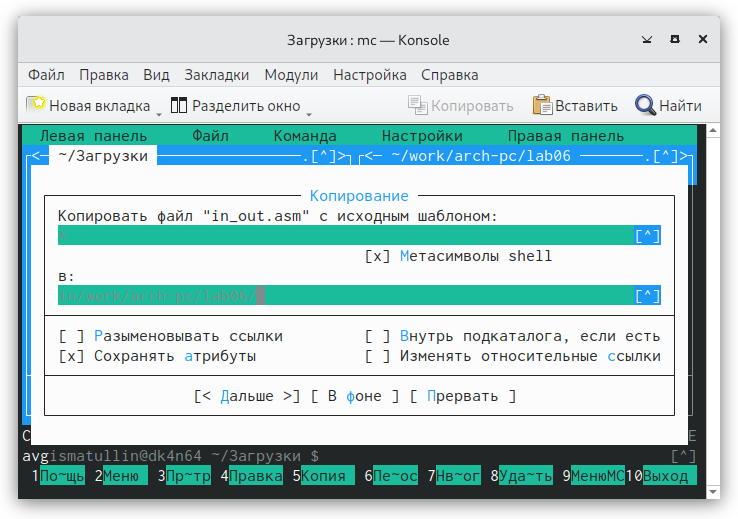 Загрузки : mc — Konsole
Файл Правка Вид Закладки Модули Настройка Справка
Новая вкладка Разделить окно Копировать Вставить Найти
Левая панель Файл Команда Настройки Правая панель
<— ~/Загрузки .[^]> <— ~/work/arch-pc/lab06 .[^]>
Копирование
Копировать файл "in_out.asm" с исходным шаблоном:
* [^]
[x] Метасимволы shell
в:
in/work/arch-pc/lab06/ [^]
[ ] Разыменовывать ссылки [ ] Внутрь подкаталога, если есть
[x] Сохранять атрибуты [ ] Изменять относительные ссылки
[< Дальше >] [ В фоне ] [ Прервать ]
С Е
avgismatullin@dk4n64 ~/Загрузки $ [^]
1По~щь 2Меню 3Пр~тр 4Правка 5Копия 6Пе~ос 7Нв~ог 8Уда~ть 9МенюМС 10Выход